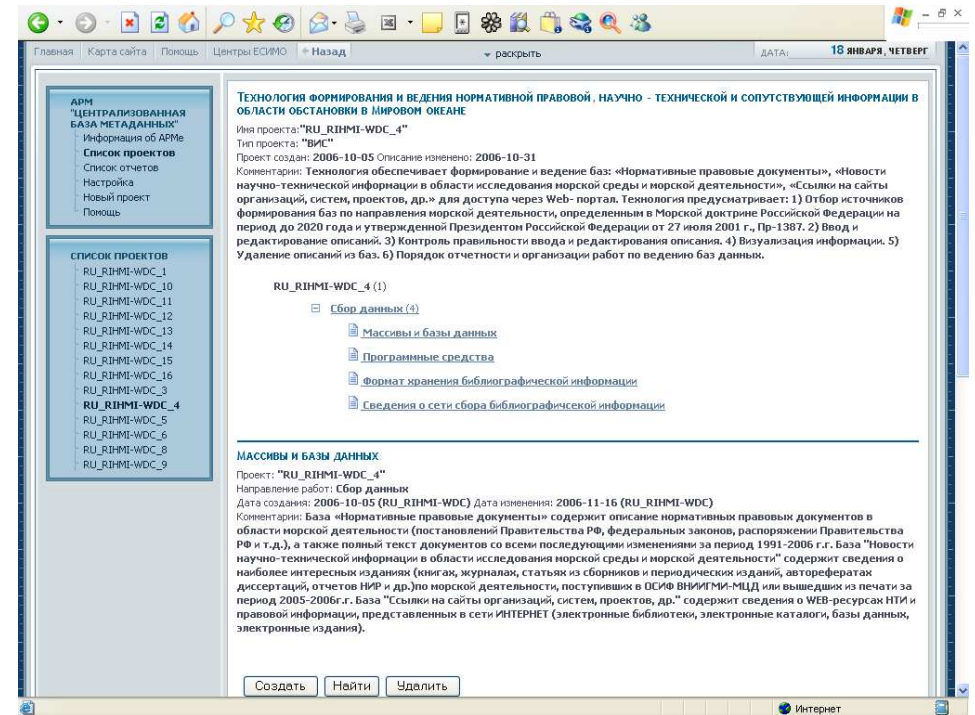 Главная Карта сайта Помощь Центры ЕСИМО Назад
раскрыть
ДАТА: 18 ЯНВАРЯ, ЧЕТВЕРГ
АРМ
"ЦЕНТРАЛИЗОВАННАЯ
БАЗА МЕТАДАННЫХ"
Информация об АРМе
Список проектов
Список отчетов
Настройка
Новый проект
Помощь
СПИСОК ПРОЕКТОВ
RU_RIHMI-WDC_1
RU_RIHMI-WDC_10
RU_RIHMI-WDC_11
RU_RIHMI-WDC_12
RU_RIHMI-WDC_13
RU_RIHMI-WDC_14
RU_RIHMI-WDC_15
RU_RIHMI-WDC_16
RU_RIHMI-WDC_3
RU_RIHMI-WDC_4
RU_RIHMI-WDC_5
RU_RIHMI-WDC_6
RU_RIHMI-WDC_8
RU_RIHMI-WDC_9
ТЕХНОЛОГИЯ ФОРМИРОВАНИЯ И ВЕДЕНИЯ НОРМАТИВНОЙ ПРАВОВОЙ , НАУЧНО - ТЕХНИЧЕСКОЙ И СОПУТСТВУЮЩЕЙ ИНФОРМАЦИИ В
ОБЛАСТИ ОБСТАНОВКИ В МИРОВОМ ОКЕАНЕ
Имя проекта:"RU_RIHMI-WDC_4"
Тип проекта: "ВИС"
Проект создан: 2006-10-05 Описание изменено: 2006-10-31
Комментарии: Технология обеспечивает формирование и ведение баз: «Нормативные правовые документы», «Новости
научно-технической информации в области исследования морской среды и морской деятельности», «Ссылки на сайты
организаций, систем, проектов, др.» для доступа через Web- портал. Технология предусматривает: 1) Отбор источников
формирования баз по направления морской деятельности, определенным в Морской доктрине Российской Федерации на
период до 2020 года и утвержденной Президентом Российской Федерации от 27 июля 2001 г., Пр-1387. 2) Ввод и
редактирование описаний. 3) Контроль правильности ввода и редактирования описания. 4) Визуализация информации. 5)
Удаление описаний из баз. 6) Порядок отчетности и организации работ по ведению баз данных.
RU_RIHMI-WDC_4 (1)
Сбор данных (4)
Массивы и базы данных
Программные средства
Формат хранения библиографической информации
Сведения о сети сбора библиографичсекой информации
МАССИВЫ И БАЗЫ ДАННЫХ
Проект: "RU_RIHMI-WDC_4"
Направление работ: Сбор данных
Дата создания: 2006-10-05 (RU_RIHMI-WDC) Дата изменения: 2006-11-16 (RU_RIHMI-WDC)
Комментарии: База «Нормативные правовые документы» содержит описание нормативных правовых документов в
области морской деятельности (постановлений Правительства РФ, федеральных законов, распоряжении Правительства
РФ и т.д.), а также полный текст документов со всеми последующими изменениями за период 1991-2006 г.г. База "Новости
научно-технической информации в области исследования морской среды и морской деятельности" содержит сведения о
наиболее интересных изданиях (книгах, журналах, статьях из сборников и периодических изданий, авторефератах
диссертаций, отчетов НИР и др.)по морской деятельности, поступивших в ОСИФ ВНИИГМИ-МЦД или вышедших из печати за
период 2005-2006г.г. База "Ссылки на сайты организаций, систем, проектов, др." содержит сведения о WEB-ресурсах НТИ и
правовой информации, представленных в сети ИНТЕРНЕТ (электронные библиотеки, электронные каталоги, базы данных,
электронные издания).
Создать Найти Удалить
Интернет